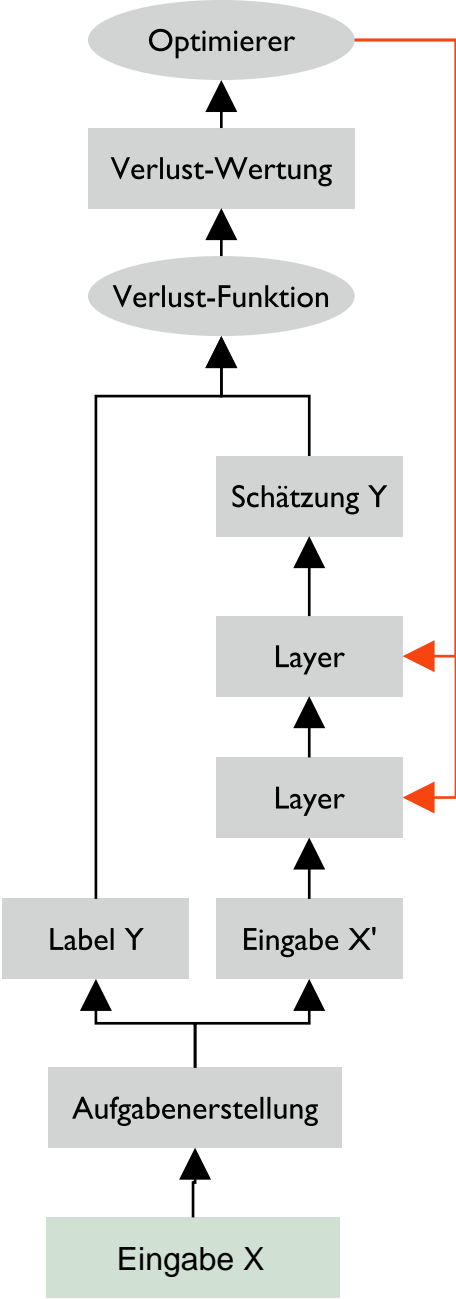 Optimierer
Verlust-Wertung
Verlust-Funktion
Schätzung Y
Layer
Layer
Label Y
Eingabe X'
Aufgabenerstellung
Eingabe X